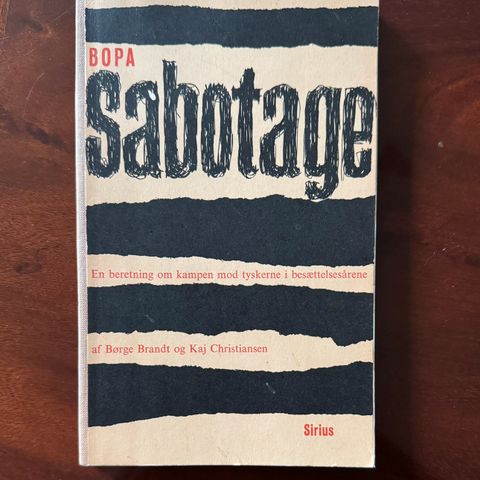 BOPA
Sabotage
En beretning om kampen mod tyskerne i besættelsesårene
af Børge Brandt og Kaj Christiansen
Sirius